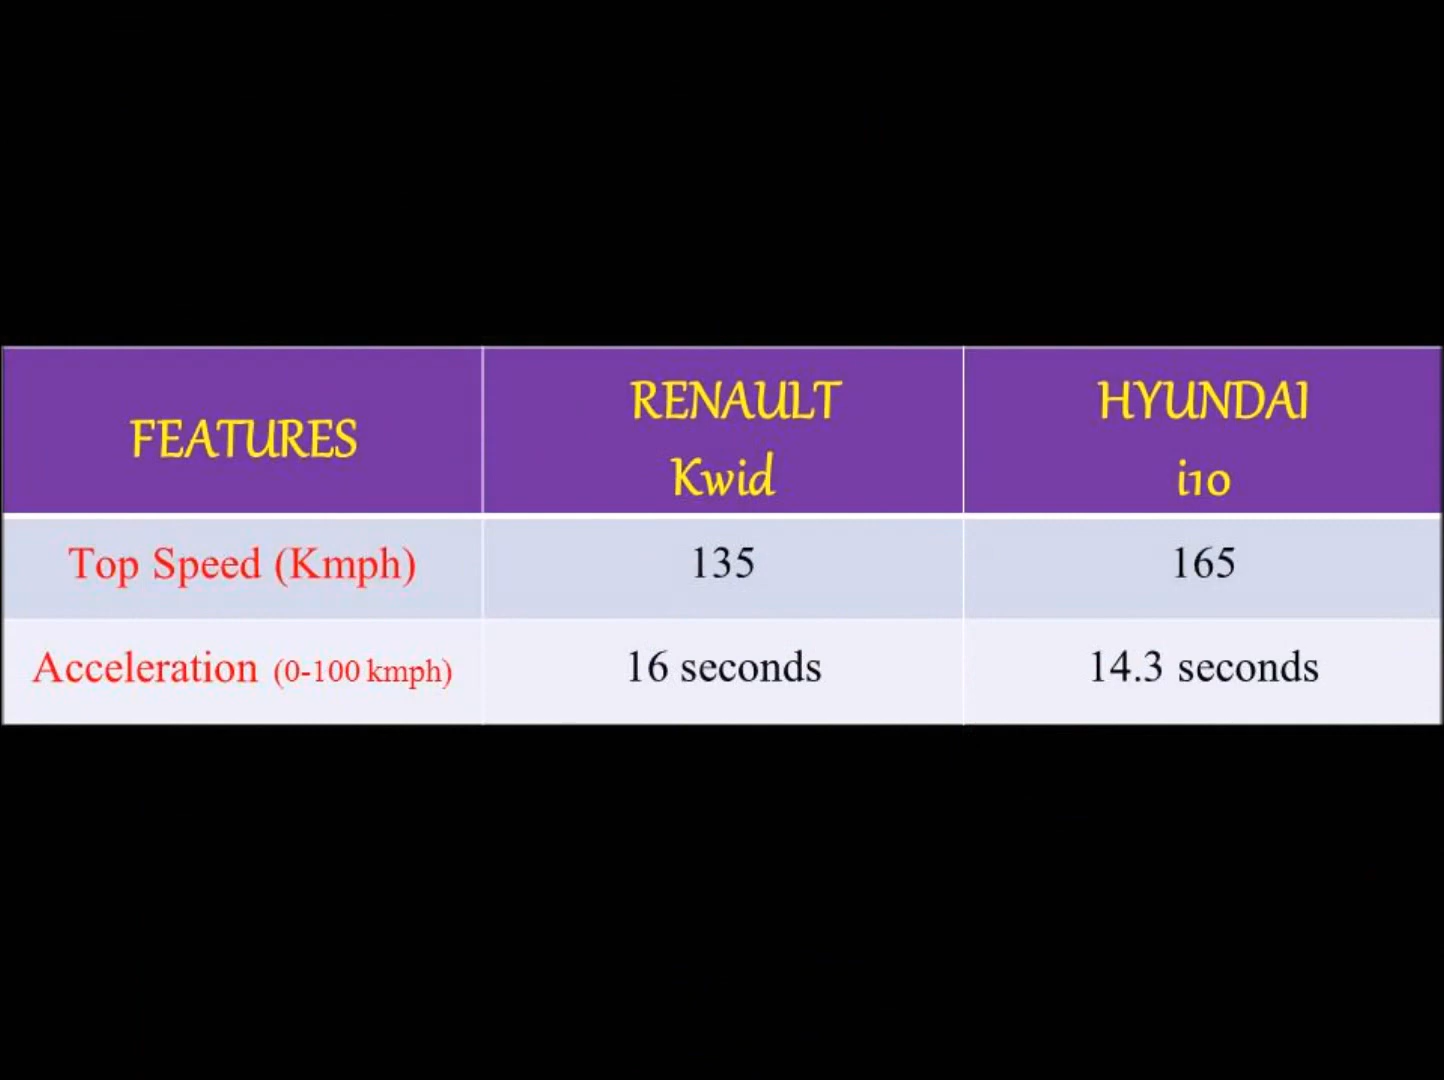 FEATURES
RENAULT
Kwid
HYUNDAI
i10
Top Speed (Kmph)
135
165
Acceleration (0-100 kmph)
16 seconds
14.3 seconds